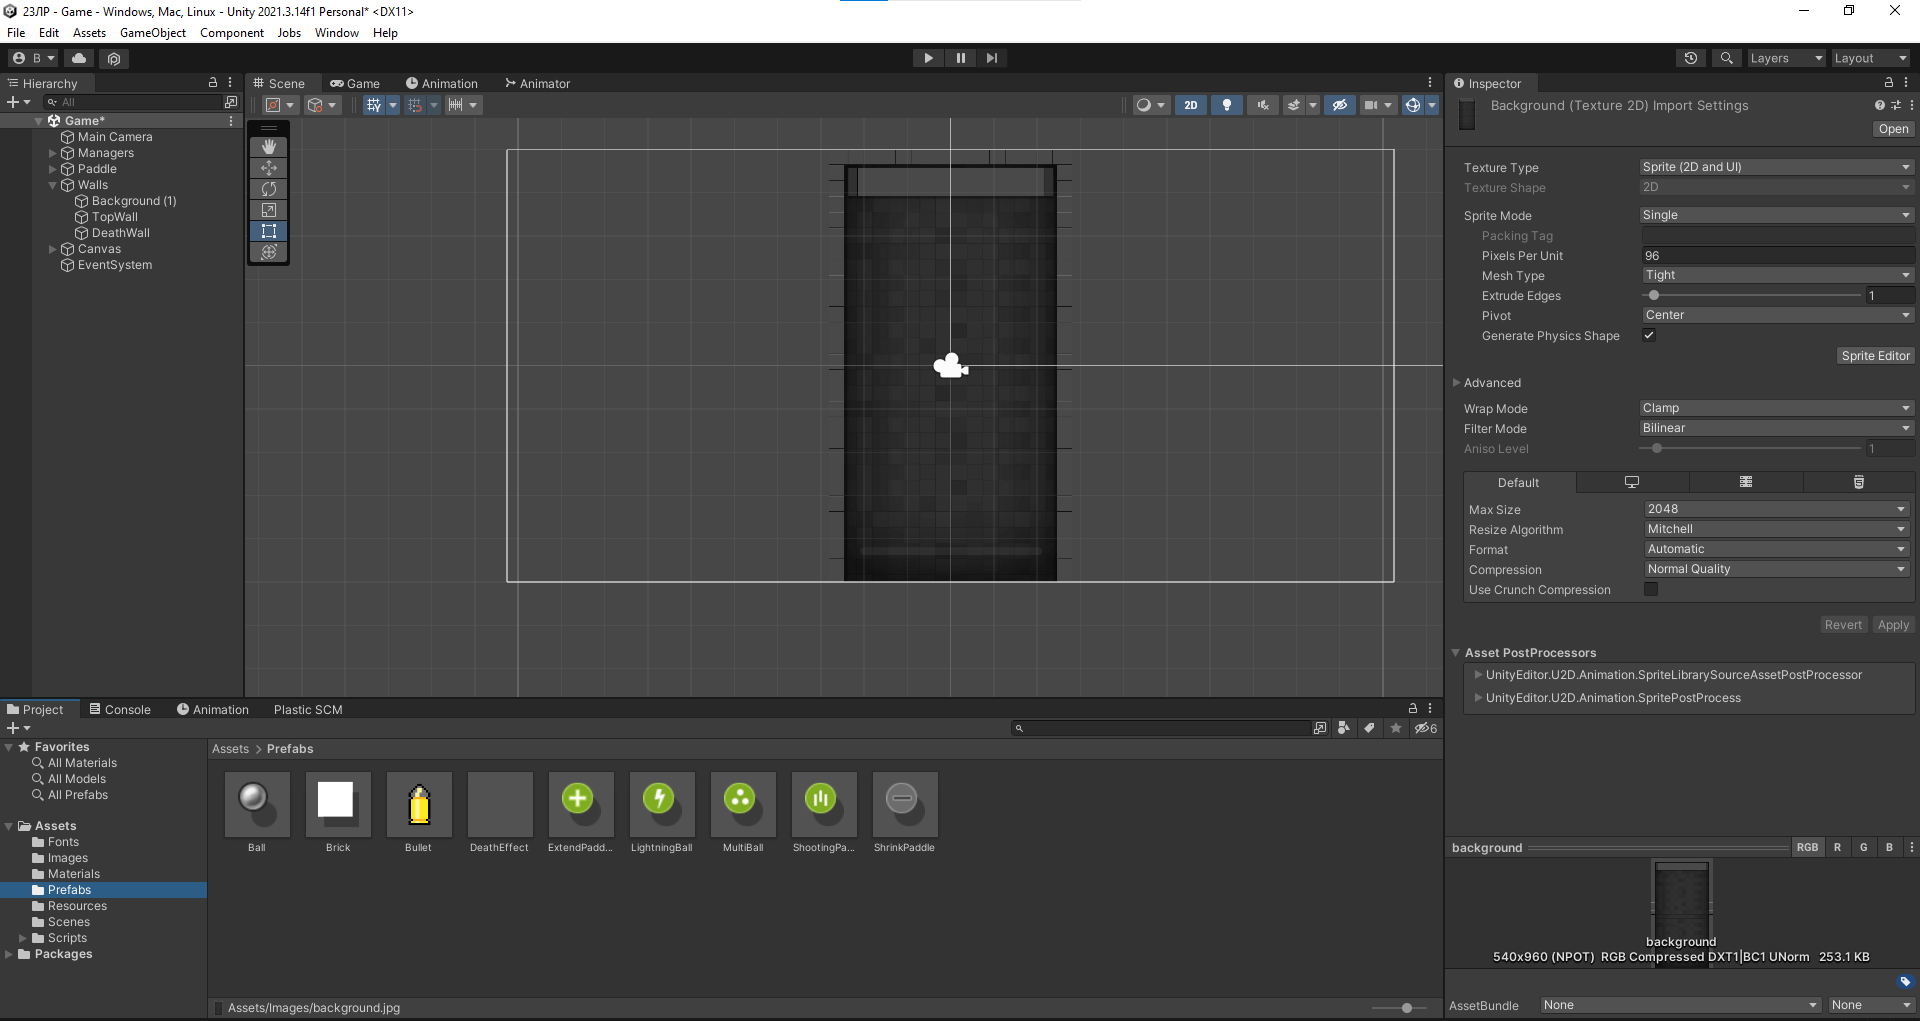 23ЛР - Game - Windows, Mac, Linux - Unity 2021.3.14f1 Personal* <DX11>
File Edit Assets GameObject Component Jobs Window Help
B Layers Layout
Hierarchy
All
Game*
Main Camera
Managers
Paddle
Walls
Background (1)
TopWall
DeathWall
Canvas
EventSystem
Scene Game Animation Animator
2D
Inspector
Background (Texture 2D) Import Settings
Open
Texture Type Sprite (2D and UI)
Texture Shape 2D
Sprite Mode Single
Packing Tag
Pixels Per Unit 96
Mesh Type Tight
Extrude Edges 1
Pivot Center
Generate Physics Shape
Sprite Editor
Advanced
Wrap Mode Clamp
Filter Mode Bilinear
Aniso Level 1
Default
Max Size 2048
Resize Algorithm Mitchell
Format Automatic
Compression Normal Quality
Use Crunch Compression
Revert Apply
Asset PostProcessors
UnityEditor.U2D.Animation.SpriteLibrarySourceAssetPostProcessor
UnityEditor.U2D.Animation.SpritePostProcess
Project Console Animation Plastic SCM
6
Favorites
All Materials
All Models
All Prefabs
Assets
Fonts
Images
Materials
Prefabs
Resources
Scenes
Scripts
Packages
Assets > Prefabs
Ball Brick Bullet DeathEffect ExtendPadd... LightningBall MultiBall ShootingPa... ShrinkPaddle
Assets/Images/background.jpg
background RGB R G B
background
540x960 (NPOT) RGB Compressed DXT1|BC1 UNorm 253.1 KB
AssetBundle None None